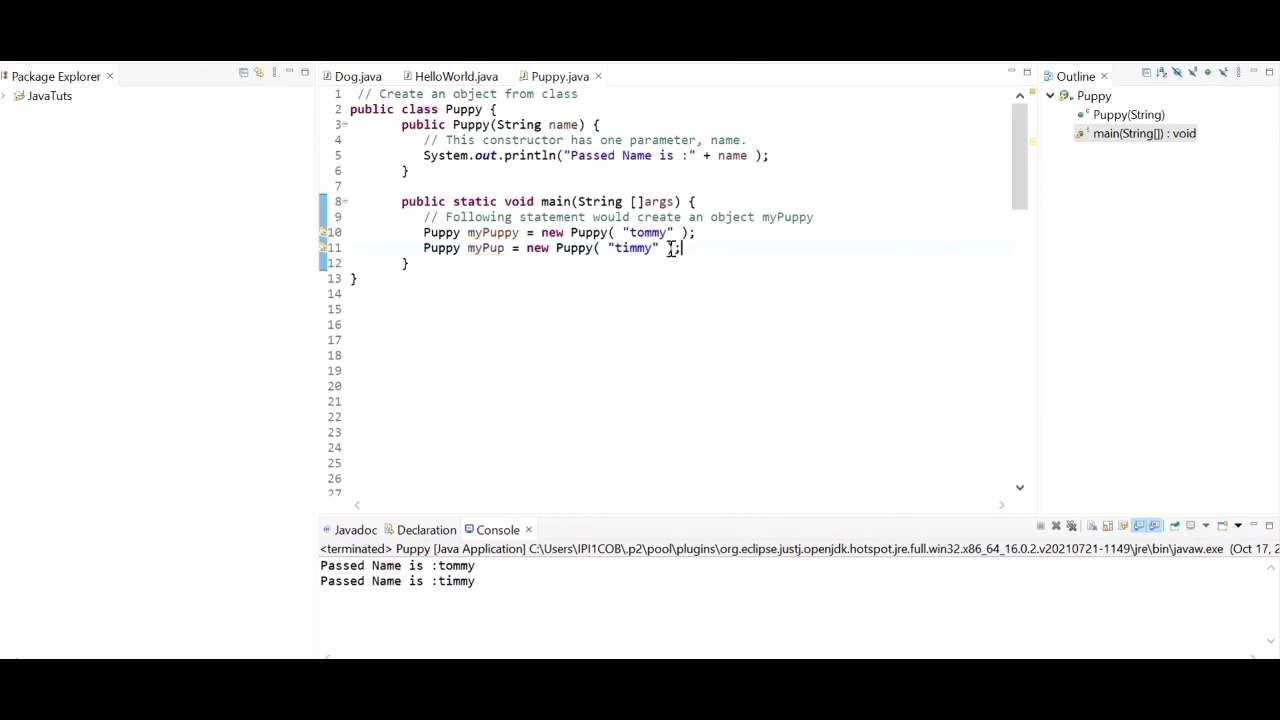 Package Explorer
JavaTuts
Dog.java HelloWorld.java Puppy.java
1 // Create an object from class
2 public class Puppy {
3 public Puppy(String name) {
4 // This constructor has one parameter, name.
5 System.out.println("Passed Name is :" + name );
6 }
7
8 public static void main(String []args) {
9 // Following statement would create an object myPuppy
10 Puppy myPuppy = new Puppy( "tommy" );
11 Puppy myPup = new Puppy( "timmy" );
12 }
13 }
14
15
16
17
18
19
20
21
22
23
24
25
26
27
Outline
Puppy
Puppy(String)
main(String[]) : void
Javadoc Declaration Console
<terminated> Puppy [Java Application] C:\Users\IPI1COB\.p2\pool\plugins\org.eclipse.justj.openjdk.hotspot.jre.full.win32.x86_64_16.0.2.v20210721-1149\jre\bin\javaw.exe (Oct 17, 2
Passed Name is :tommy
Passed Name is :timmy